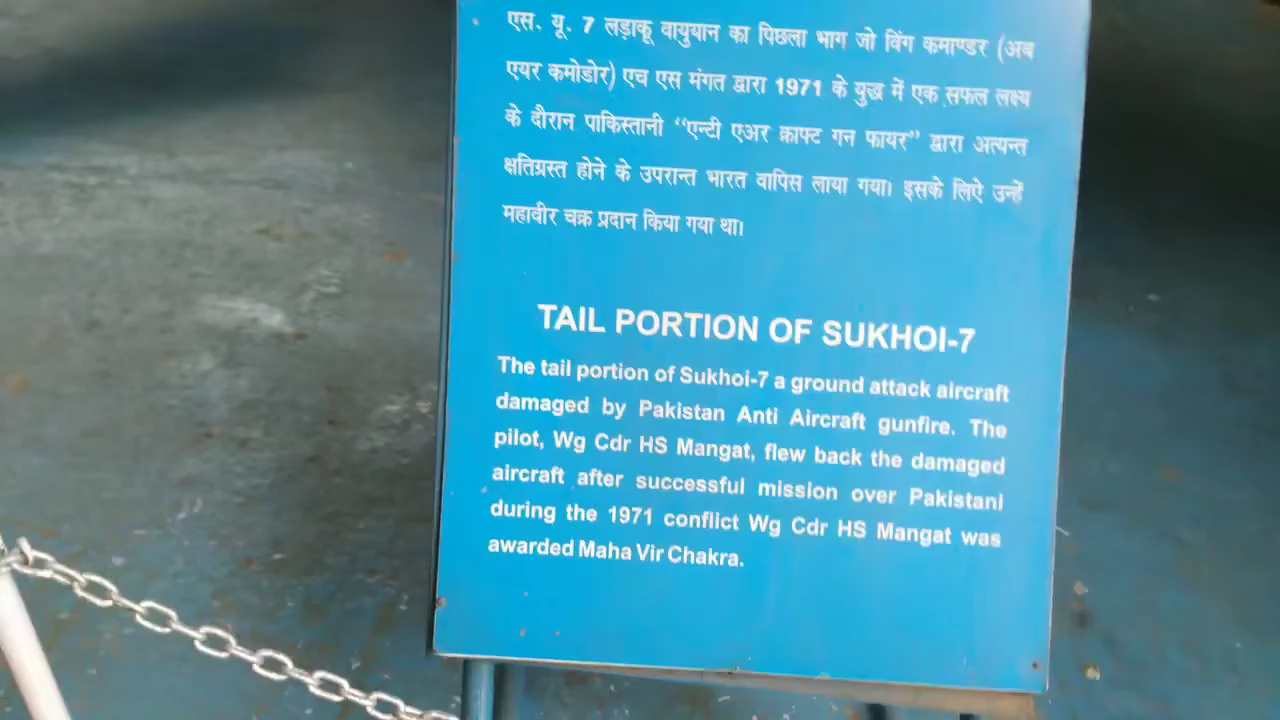 एस. यू. 7 लड़ाकू वायुयान का पिछला भाग जो विंग कमाण्डर (अब
एयर कमोडोर) एच एस मंगत द्वारा 1971 के युद्ध में एक सफल लक्ष्य
के दौरान पाकिस्तानी “एन्टी एअर क्राफ्ट गन फायर” द्वारा अत्यन्त
क्षतिग्रस्त होने के उपरान्त भारत वापिस लाया गया। इसके लिऐ उन्हें
महावीर चक्र प्रदान किया गया था।
TAIL PORTION OF SUKHOI-7
The tail portion of Sukhoi-7 a ground attack aircraft
damaged by Pakistan Anti Aircraft gunfire. The
pilot, Wg Cdr HS Mangat, flew back the damaged
aircraft after successful mission over Pakistani
during the 1971 conflict Wg Cdr HS Mangat was
awarded Maha Vir Chakra.